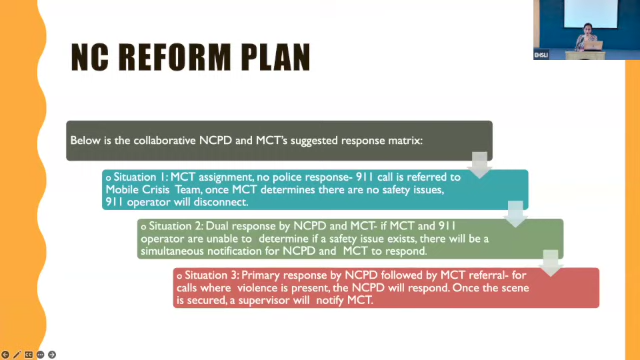 NC REFORM PLAN
EHSLI
Below is the collaborative NCPD and MCT's suggested response matrix:
o Situation 1: MCT assignment, no police response- 911 call is referred to
Mobile Crisis Team, once MCT determines there are no safety issues,
911 operator will disconnect.
o Situation 2: Dual response by NCPD and MCT- if MCT and 911
operator are unable to determine if a safety issue exists, there will be a
simultaneous notification for NCPD and MCT to respond.
o Situation 3: Primary response by NCPD followed by MCT referral- for
calls where violence is present, the NCPD will respond. Once the scene
is secured, a supervisor will notify MCT.